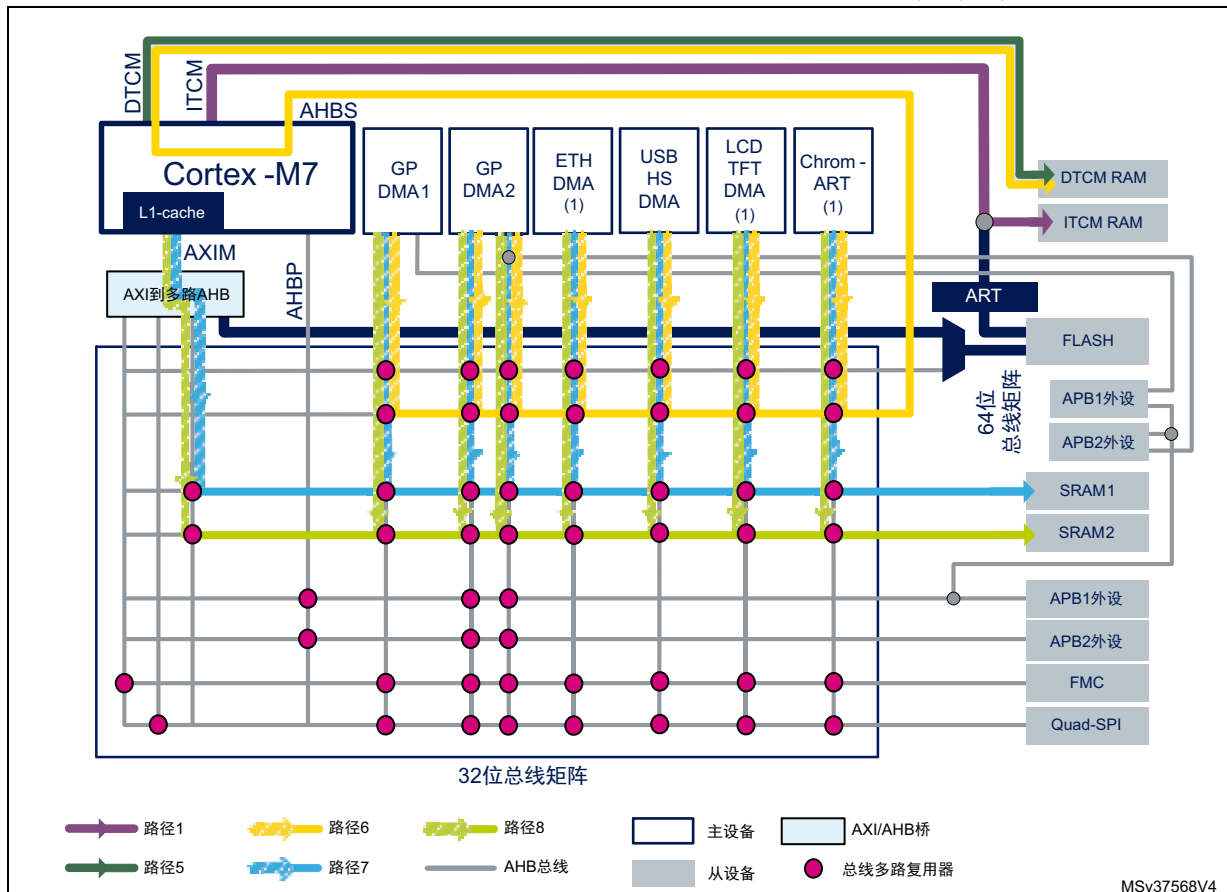 DTCM
ITCM
AHBS
Cortex -M7
L1-cache
GP
DMA1
GP
DMA2
ETH
DMA
(1)
USB
HS
DMA
LCD
TFT
DMA
(1)
Chrom -
ART
(1)
DTCM RAM
ITCM RAM
AXIM
AXI到多路AHB
AHBP
ART
FLASH
64位
总线矩阵
APB1外设
APB2外设
SRAM1
SRAM2
APB1外设
APB2外设
FMC
Quad-SPI
32位总线矩阵
路径1
路径6
路径8
主设备
AXI/AHB桥
路径5
路径7
AHB总线
从设备
总线多路复用器
MSv37568V4